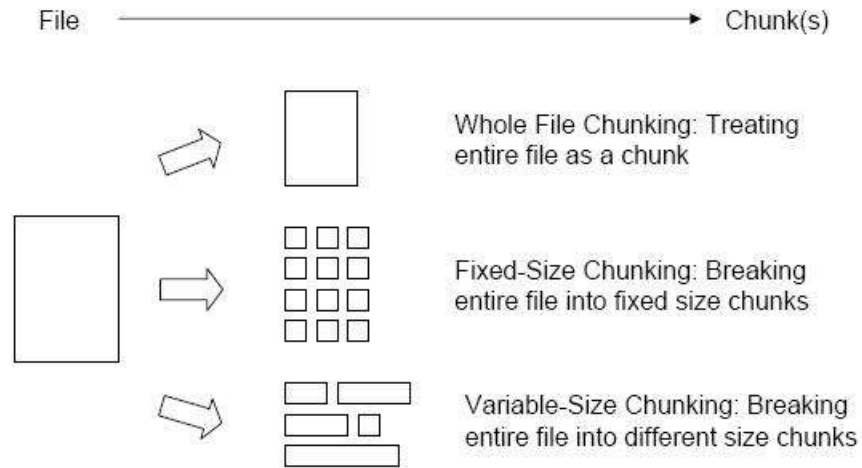 File
Chunk(s)
Whole File Chunking: Treating
entire file as a chunk
Fixed-Size Chunking: Breaking
entire file into fixed size chunks
Variable-Size Chunking: Breaking
entire file into different size chunks